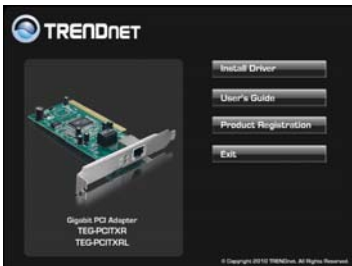 TRENDNET
Install Driver
User's Guide
Product Registration
Exit
Gigabit PCI Adapter
TEG-PCITXR
TEG-PCITXRL
© Copyright 2010 TRENDnet. All Rights Reserved.